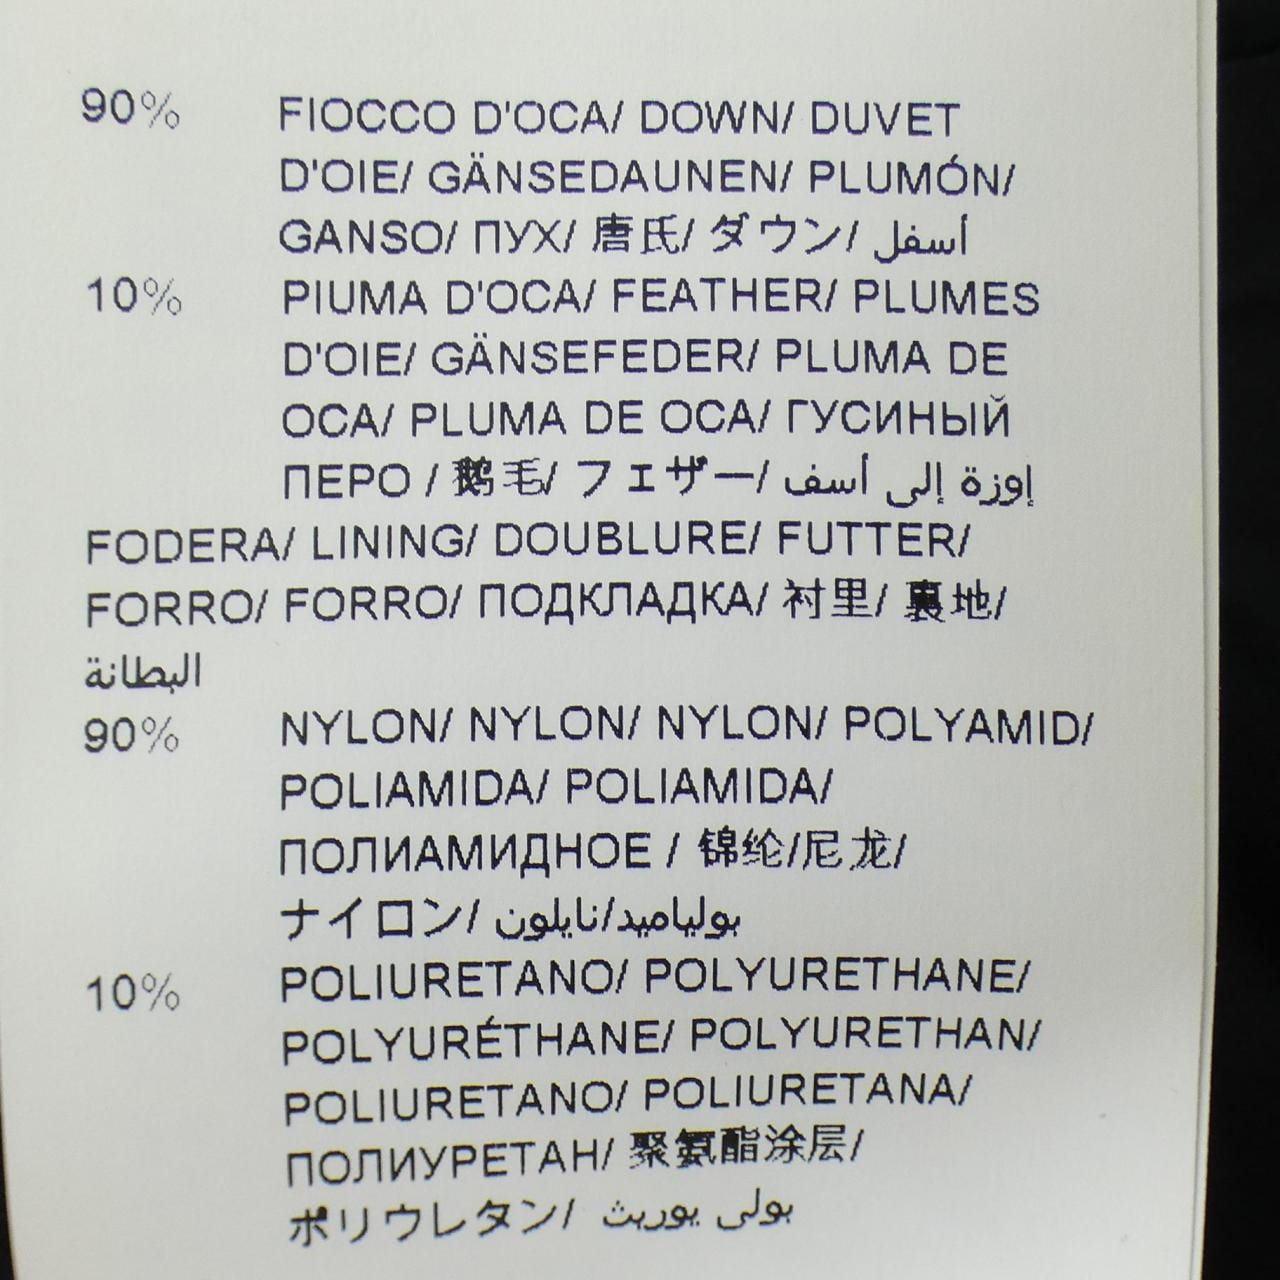 90% FIOCCO D'OCA/ DOWN/ DUVET
D'OIE/ GÄNSEDAUNEN/ PLUMÓN/
GANSO/ ПУХ/ 唐氏/ ダウン/ أسفل
10% PIUMA D'OCA/ FEATHER/ PLUMES
D'OIE/ GÄNSEFEDER/ PLUMA DE
OCA/ PLUMA DE OCA/ ГУСИНЫЙ
ПЕРО / 鹅毛/ フェザー/ إوزة إلى أسف
FODERA/ LINING/ DOUBLURE/ FUTTER/
FORRO/ FORRO/ ПОДКЛАДКА/ 衬里/ 裏地/
البطانة
90% NYLON/ NYLON/ NYLON/ POLYAMID/
POLIAMIDA/ POLIAMIDA/
ПОЛИАМИДНОЕ / 锦纶/尼龙/
ナイロン/ بولياميد/نايلون
10% POLIURETANO/ POLYURETHANE/
POLYURÉTHANE/ POLYURETHAN/
POLIURETANO/ POLIURETANA/
ПОЛИУРЕТАН/ 聚氨酯涂层/
ポリウレタン/ بولى يوريث